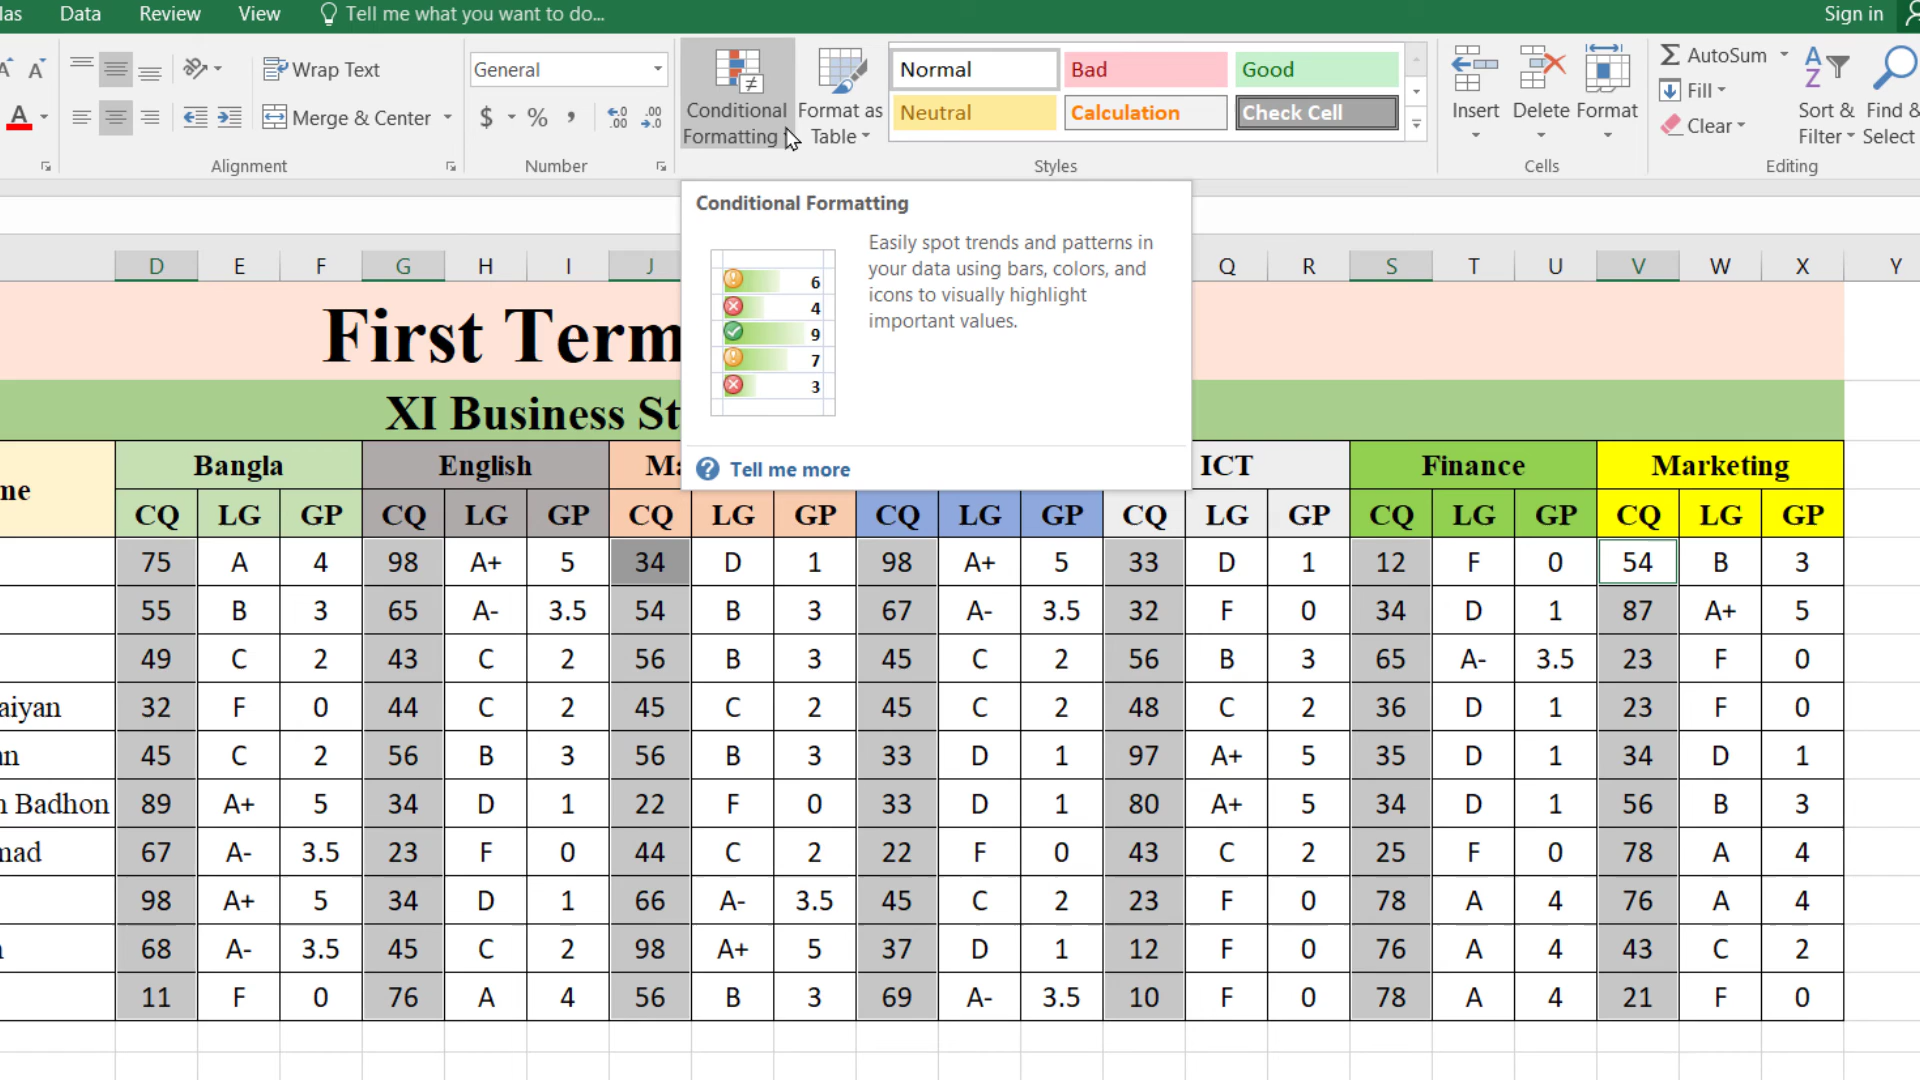 las Data Review View Tell me what you want to do... Sign in
Wrap Text General Conditional Formatting Format as Table Normal Bad Good Insert Delete Format AutoSum Sort & Filter Find & Select
A Merge & Center $ % , Neutral Calculation Check Cell Fill
Clear
Alignment Number Styles Cells Editing
Conditional Formatting
Easily spot trends and patterns in
your data using bars, colors, and
icons to visually highlight
important values.
6
4
9
7
3
Tell me more
D E F G H I J Q R S T U V W X Y
First Term
XI Business St
me Bangla English Ma ICT Finance Marketing
CQ LG GP CQ LG GP CQ LG GP CQ LG GP CQ LG GP CQ LG GP CQ LG GP
75 A 4 98 A+ 5 34 D 1 98 A+ 5 33 D 1 12 F 0 54 B 3
55 B 3 65 A- 3.5 54 B 3 67 A- 3.5 32 F 0 34 D 1 87 A+ 5
49 C 2 43 C 2 56 B 3 45 C 2 56 B 3 65 A- 3.5 23 F 0
aiyan 32 F 0 44 C 2 45 C 2 45 C 2 48 C 2 36 D 1 23 F 0
an 45 C 2 56 B 3 56 B 3 33 D 1 97 A+ 5 35 D 1 34 D 1
n Badhon 89 A+ 5 34 D 1 22 F 0 33 D 1 80 A+ 5 34 D 1 56 B 3
mad 67 A- 3.5 23 F 0 44 C 2 22 F 0 43 C 2 25 F 0 78 A 4
98 A+ 5 34 D 1 66 A- 3.5 45 C 2 23 F 0 78 A 4 76 A 4
68 A- 3.5 45 C 2 98 A+ 5 37 D 1 12 F 0 76 A 4 43 C 2
11 F 0 76 A 4 56 B 3 69 A- 3.5 10 F 0 78 A 4 21 F 0